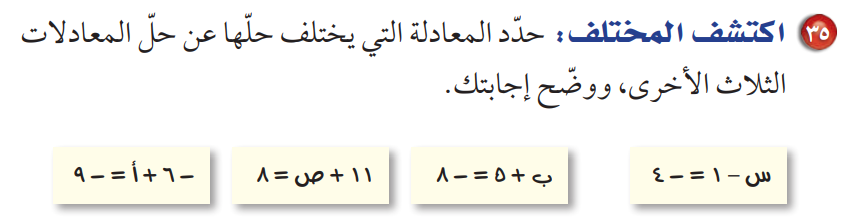 ٣٥ اكتشف المختلف: حدّد المعادلة التي يختلف حلّها عن حلّ المعادلات
الثلاث الأخرى، ووضّح إجابتك.
س – ١ = – ٤
ب + ٥ = – ٨
١١ + ص = ٨
– ٦ + أ = – ٩